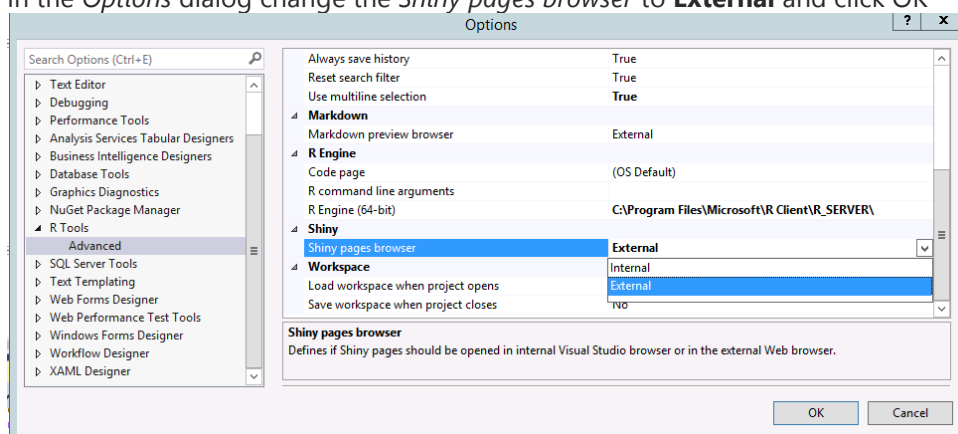 In the Options dialog change the Shiny pages browser to External and click OK
Options
? x
Search Options (Ctrl+E)
Text Editor
Debugging
Performance Tools
Analysis Services Tabular Designers
Business Intelligence Designers
Database Tools
Graphics Diagnostics
NuGet Package Manager
R Tools
Advanced
SQL Server Tools
Text Templating
Web Forms Designer
Web Performance Test Tools
Windows Forms Designer
Workflow Designer
XAML Designer
Always save history True
Reset search filter True
Use multiline selection True
Markdown
Markdown preview browser External
R Engine
Code page (OS Default)
R command line arguments
R Engine (64-bit) C:\Program Files\Microsoft\R Client\R_SERVER\
Shiny
Shiny pages browser External
Internal
External
Workspace
Load workspace when project opens
Save workspace when project closes No
Shiny pages browser
Defines if Shiny pages should be opened in internal Visual Studio browser or in the external Web browser.
OK Cancel